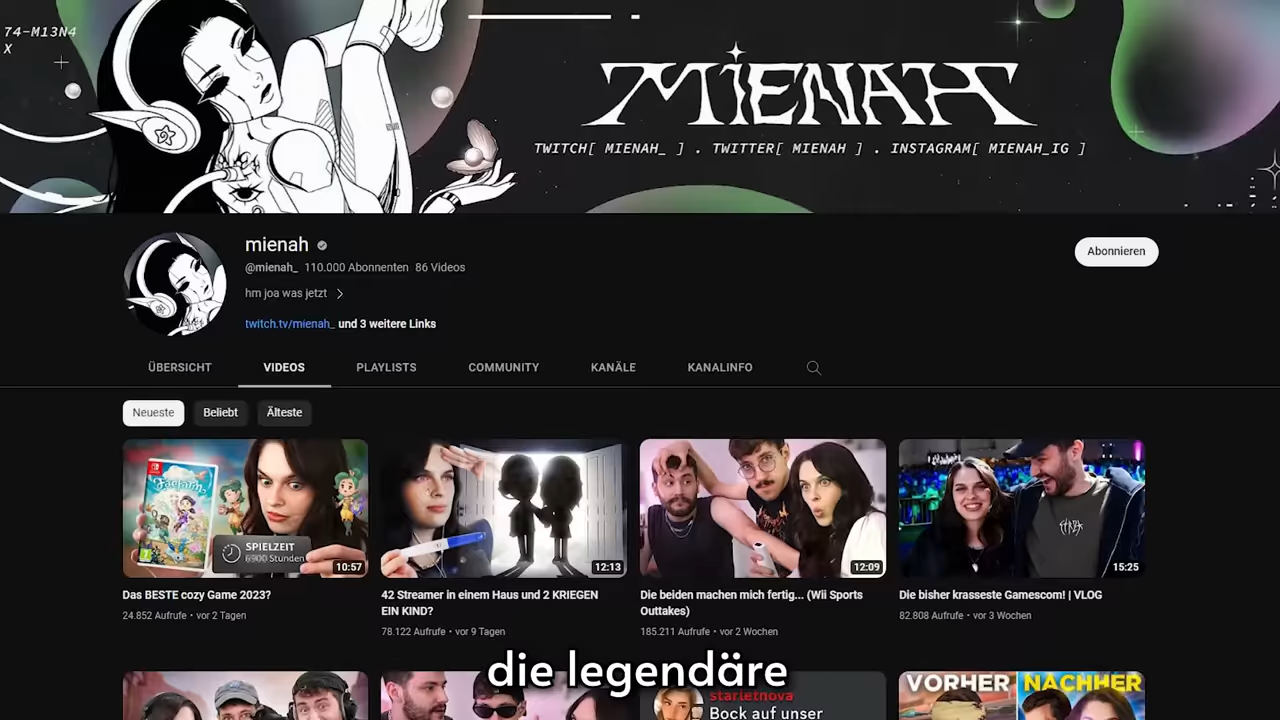 74-M13N4
X
MIENAH
TWITCH[ MIENAH_ ] . TWITTER[ MIENAH ] . INSTAGRAM[ MIENAH_IG ]
mienah
@mienah_ 110.000 Abonnenten 86 Videos
hm joa was jetzt
twitch.tv/mienah_ und 3 weitere Links
Abonnieren
ÜBERSICHT VIDEOS PLAYLISTS COMMUNITY KANÄLE KANALINFO
Neueste Beliebt Älteste
Faefarm
SPIELZEIT
6900 Stunden
10:57
12:13
12:09
15:25
Das BESTE cozy Game 2023?
24.852 Aufrufe • vor 2 Tagen
42 Streamer in einem Haus und 2 KRIEGEN
EIN KIND?
78.122 Aufrufe • vor 9 Tagen
Die beiden machen mich fertig... (Wii Sports
Outtakes)
185.211 Aufrufe • vor 2 Wochen
Die bisher krasseste Gamescom! | VLOG
82.808 Aufrufe • vor 3 Wochen
die legendäre
starletnova
Bock auf unser
VORHER NACHHER